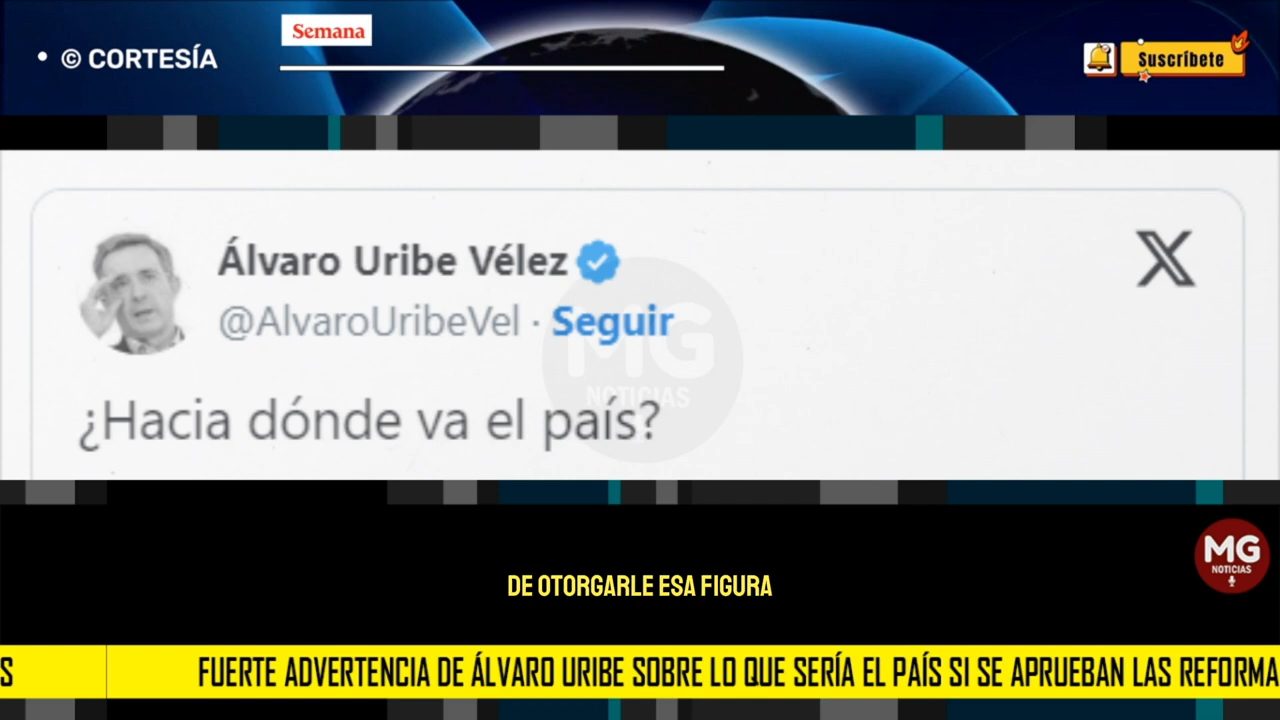 Semana
• © CORTESÍA
Suscríbete
Álvaro Uribe Vélez
X
@AlvaroUribeVel · Seguir
MG
NOTICIAS
¿Hacia dónde va el país?
MG
NOTICIAS
DE OTORGARLE ESA FIGURA
S FUERTE ADVERTENCIA DE ÁLVARO URIBE SOBRE LO QUE SERÍA EL PAÍS SI SE APRUEBAN LAS REFORMA